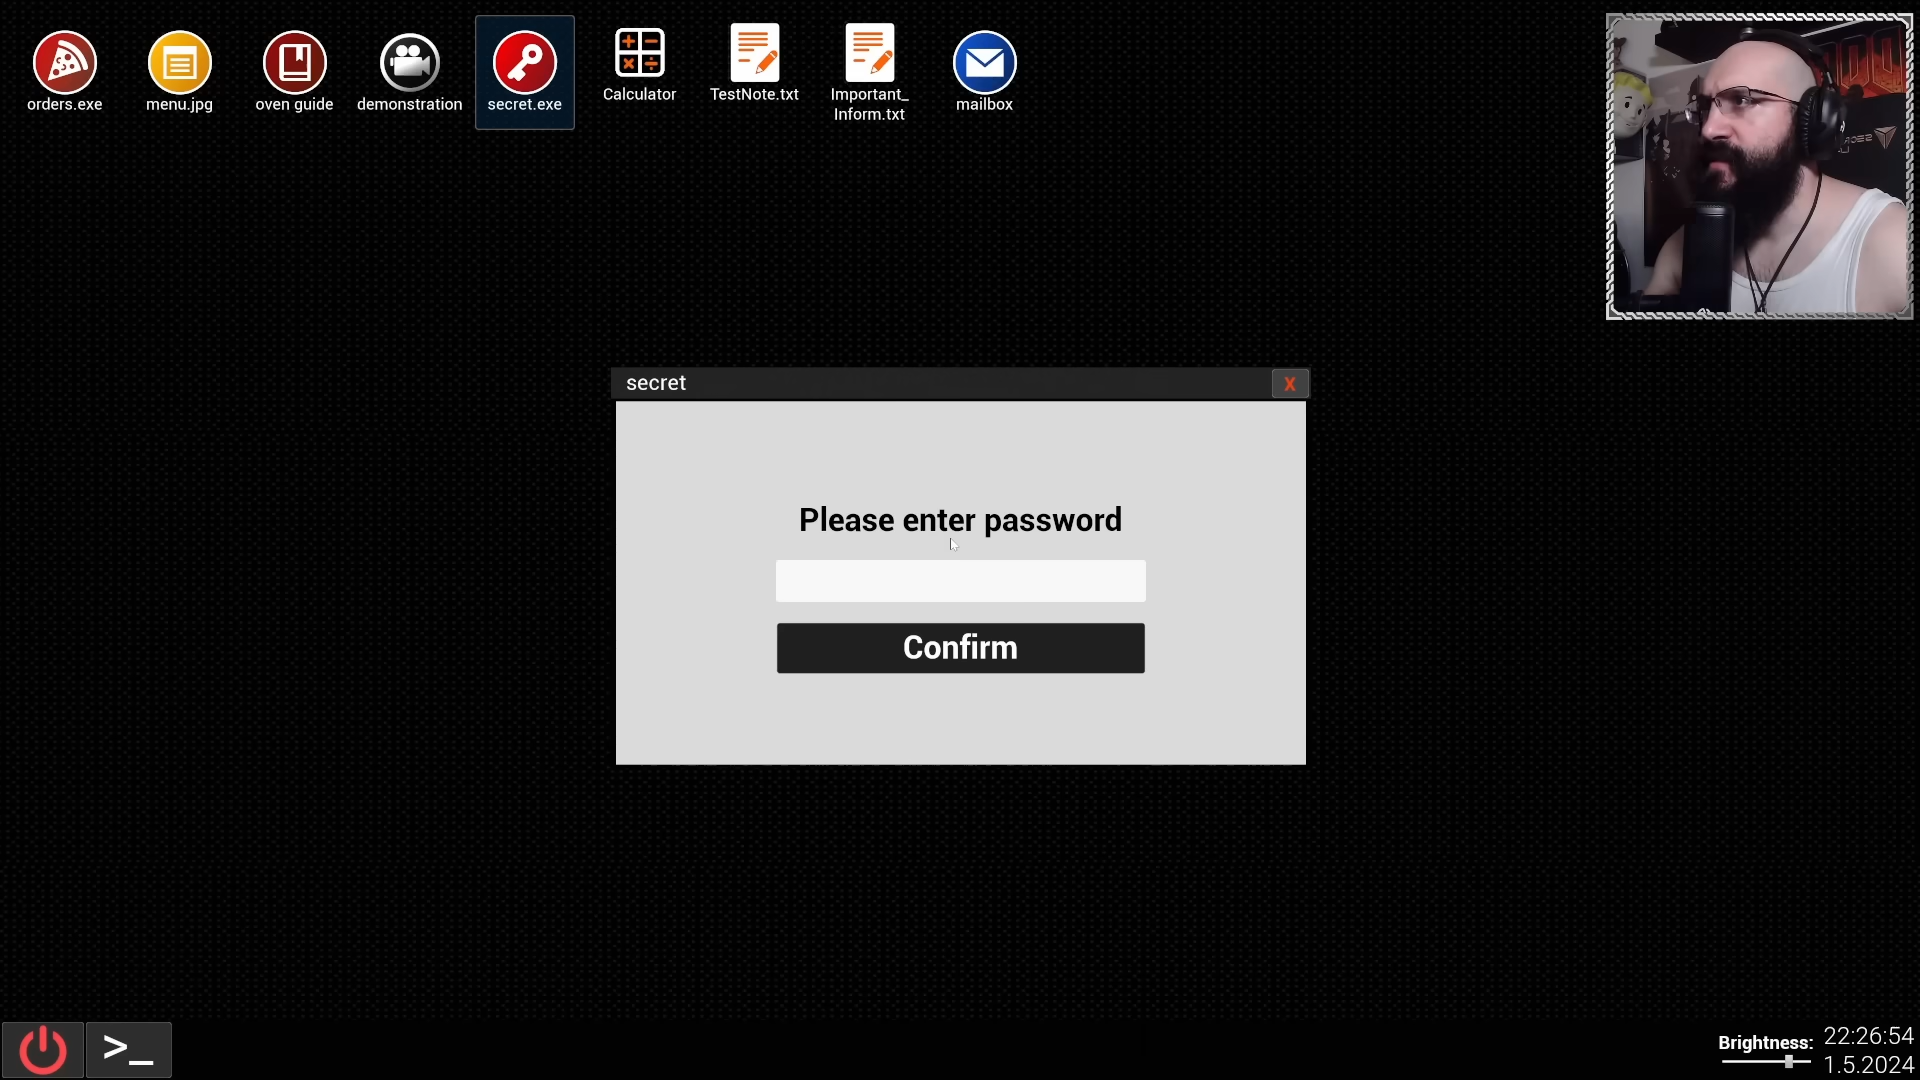 orders.exe
menu.jpg
oven guide
demonstration
secret.exe
Calculator
TestNote.txt
Important_
Inform.txt
mailbox
secret
X
Please enter password
Confirm
>_
Brightness:
22:26:54
1.5.2024